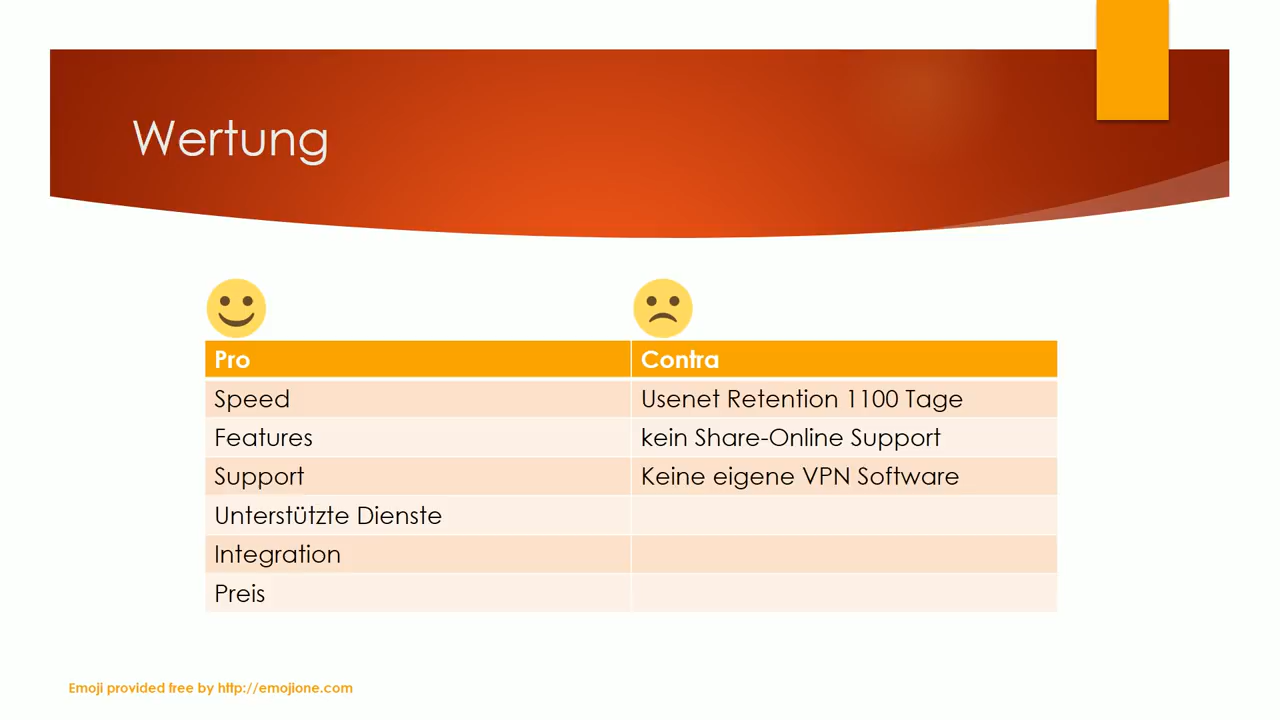 Wertung
Pro
Contra
Speed
Usenet Retention 1100 Tage
Features
kein Share-Online Support
Support
Keine eigene VPN Software
Unterstützte Dienste
Integration
Preis
Emoji provided free by http://emojione.com